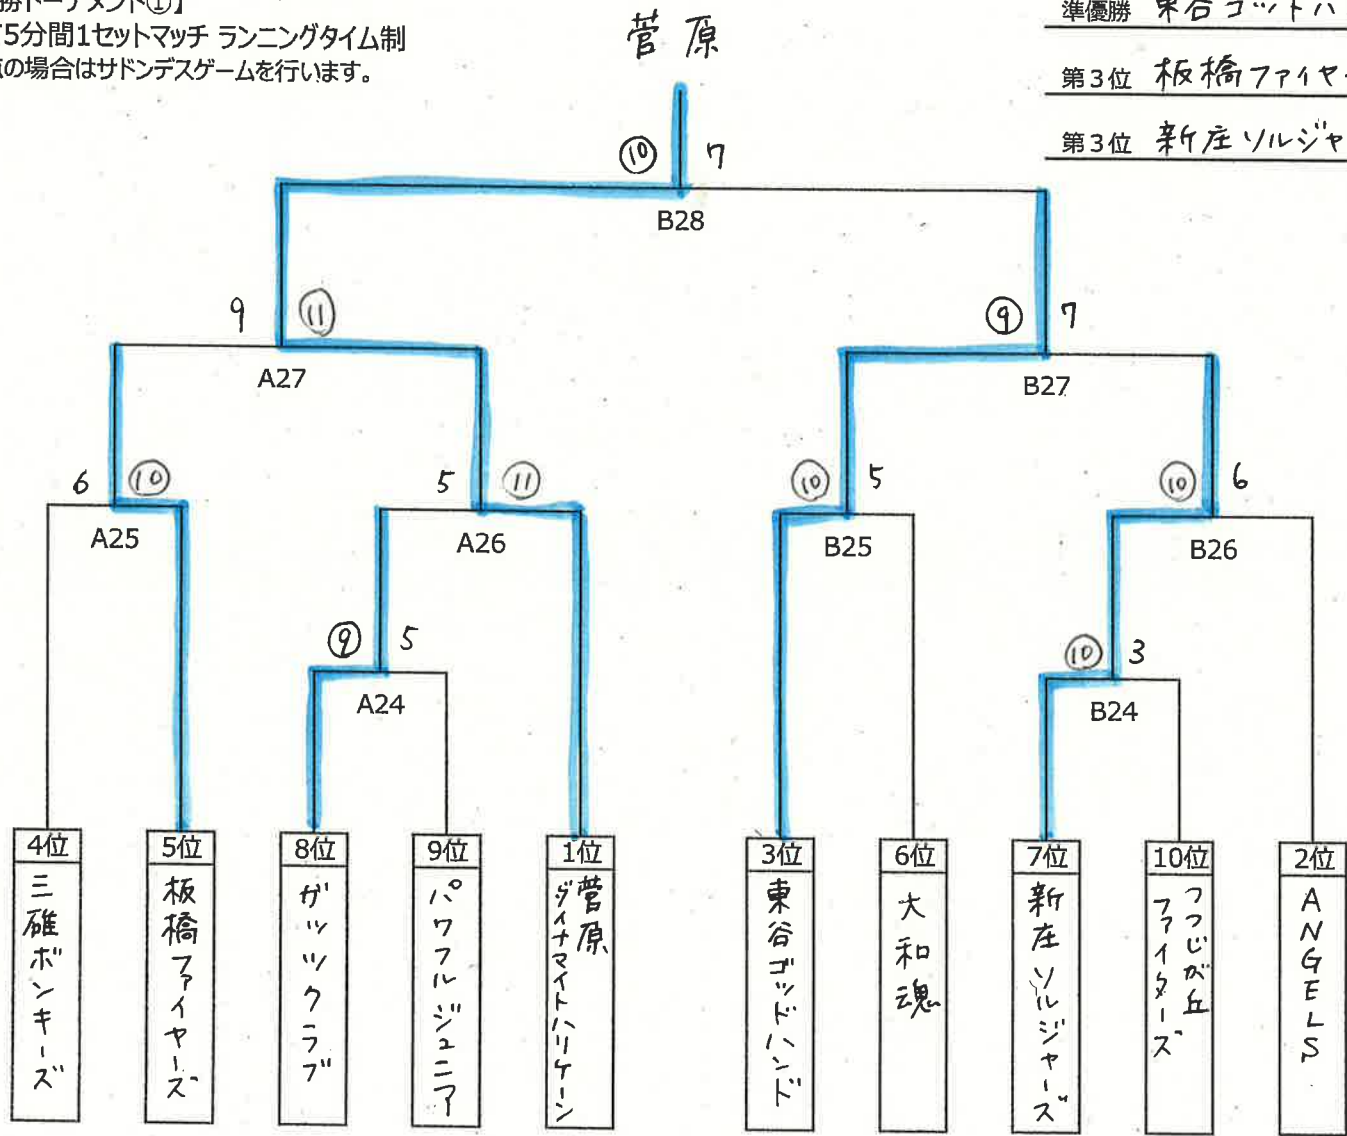 勝トーナメント①】
5分間1セットマッチ ランニングタイム制
の場合はサドンデスゲームを行います。
菅原
準優勝 東谷ゴッドハ
第3位 板橋ファイヤ
第3位 新庄ソルジャ
⑩ 7
B28
9 ⑪
A27
⑨ 7
B27
6 ⑩
A25
5 ⑪
A26
⑩ 5
B25
⑩ 6
B26
⑨ 5
A24
⑩ 3
B24
4位
三碓ボンキーズ
5位
板橋ファイヤーズ
8位
ガッツクラブ
9位
パワフルジュニア
1位
菅原
ダイナマイトハリケーン
3位
東谷ゴッドハンド
6位
大和魂
7位
新庄ソルジャーズ
10位
つつじが丘
ファイターズ
2位
ANGELS